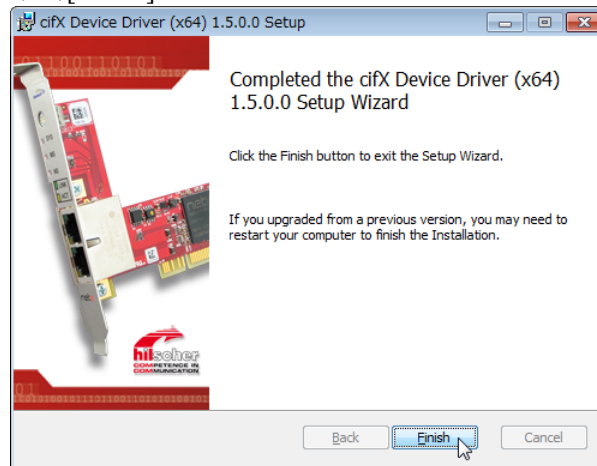 cifX Device Driver (x64) 1.5.0.0 Setup
Completed the cifX Device Driver (x64)
1.5.0.0 Setup Wizard
Click the Finish button to exit the Setup Wizard.
If you upgraded from a previous version, you may need to
restart your computer to finish the Installation.
hilscher
COMPETENCE IN
COMMUNICATION
Back
Finish
Cancel